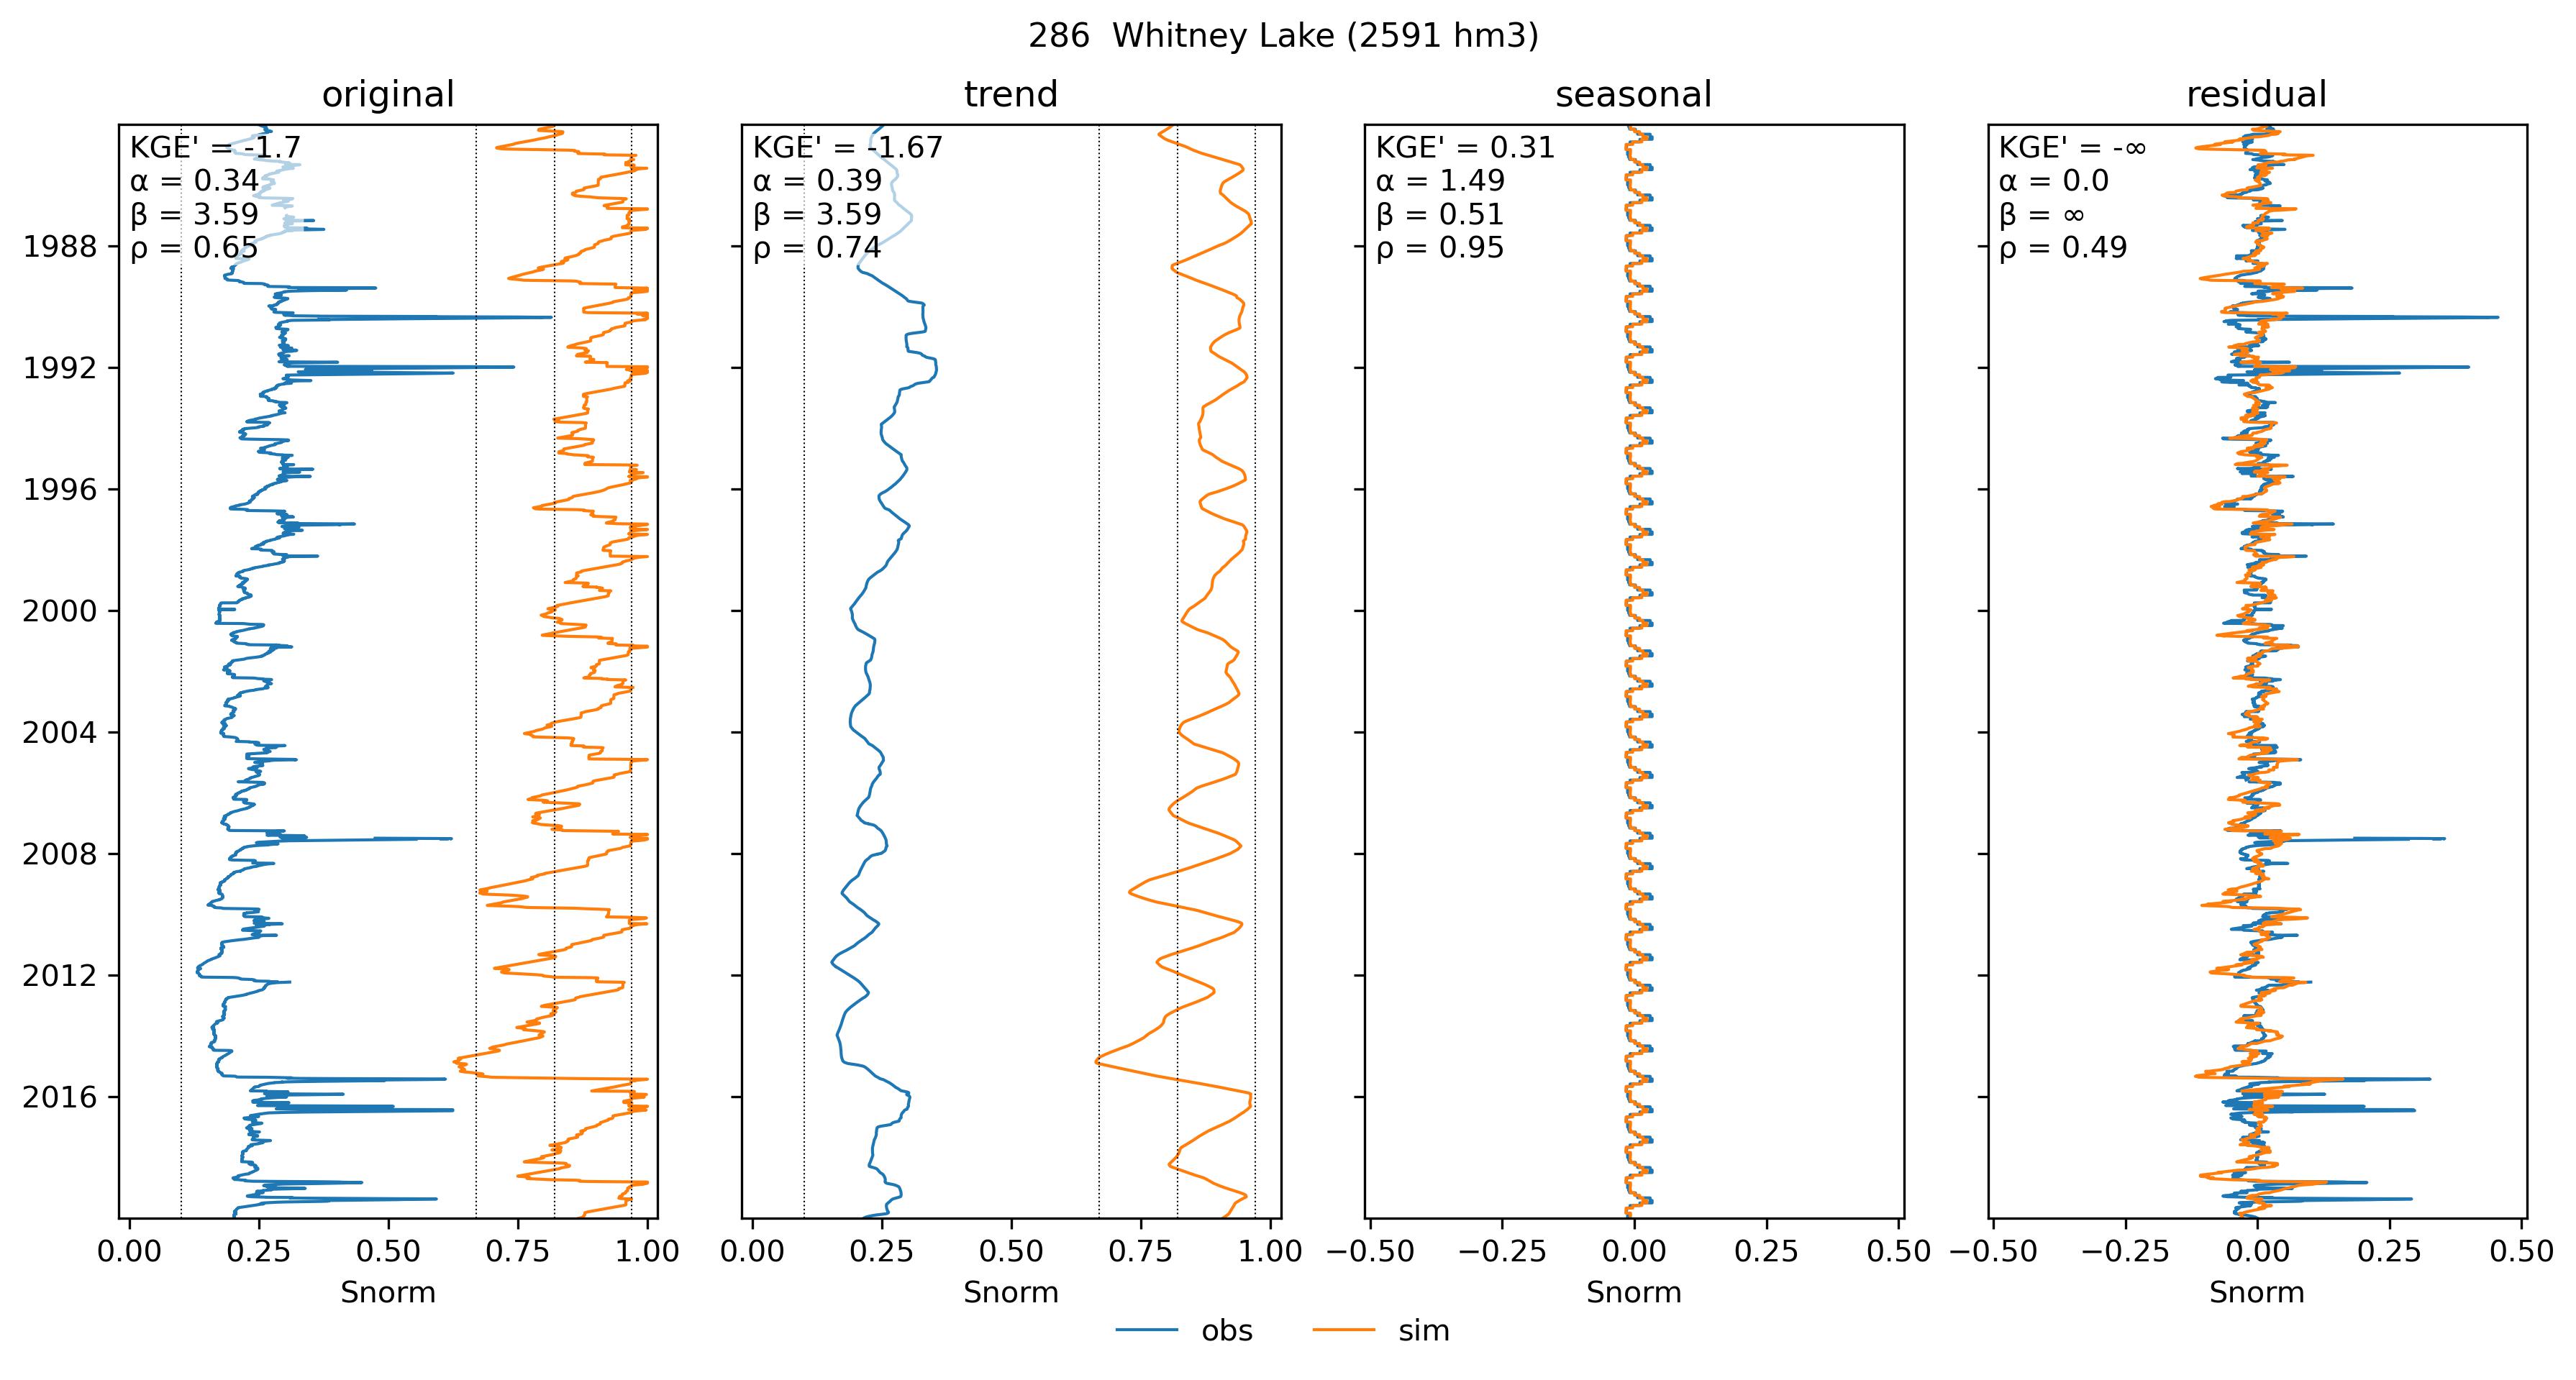 286  Whitney Lake (2591 hm3)
original
trend
seasonal
residual
KGE' = -1.7
α = 0.34
β = 3.59
ρ = 0.65
KGE' = -1.67
α = 0.39
β = 3.59
ρ = 0.74
KGE' = 0.31
α = 1.49
β = 0.51
ρ = 0.95
KGE' = -∞
α = 0.0
β = ∞
ρ = 0.49
1988
1992
1996
2000
2004
2008
2012
2016
0.00 0.25 0.50 0.75 1.00
0.00 0.25 0.50 0.75 1.00
−0.50 −0.25 0.00 0.25 0.50
−0.50 −0.25 0.00 0.25 0.50
Snorm
Snorm
Snorm
Snorm
obs
sim